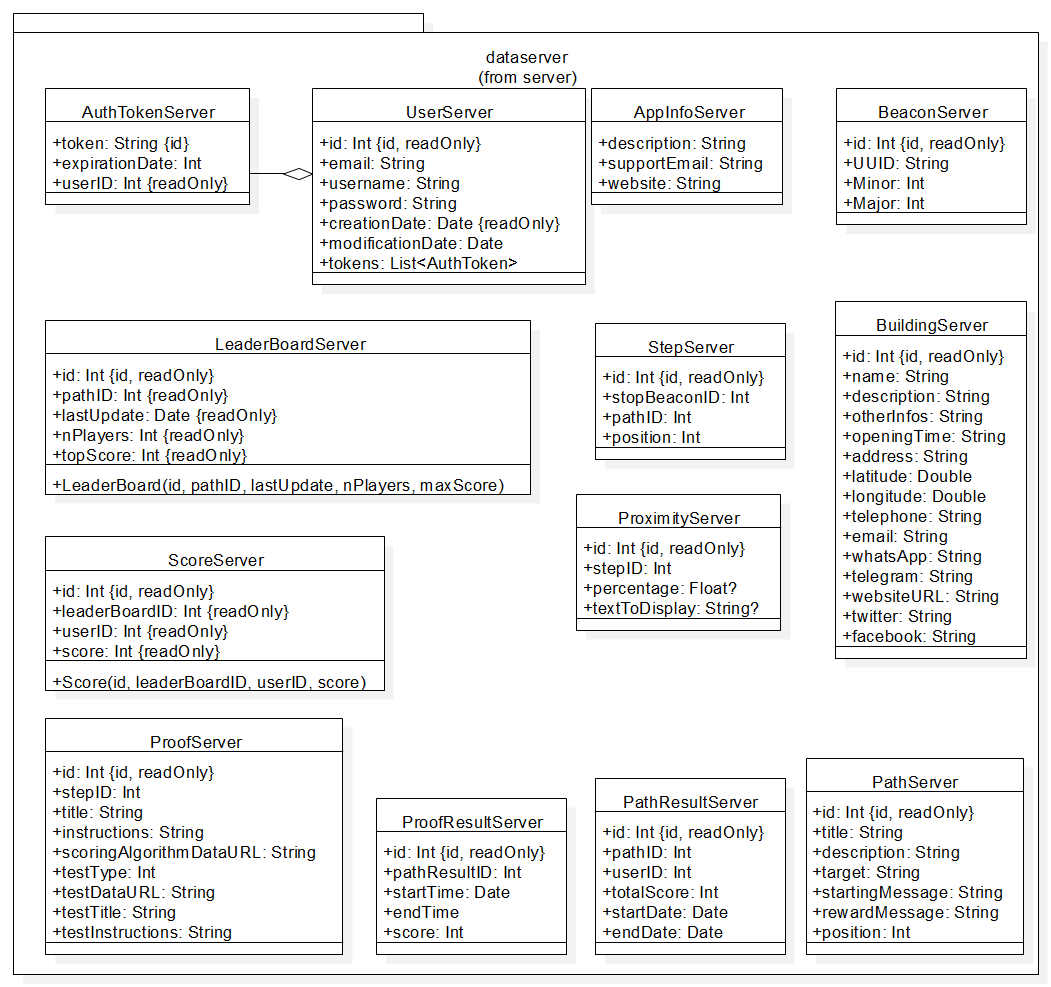 dataserver
(from server)
AuthTokenServer
+token: String {id}
+expirationDate: Int
+userID: Int {readOnly}
UserServer
+id: Int {id, readOnly}
+email: String
+username: String
+password: String
+creationDate: Date {readOnly}
+modificationDate: Date
+tokens: List<AuthToken>
AppInfoServer
+description: String
+supportEmail: String
+website: String
BeaconServer
+id: Int {id, readOnly}
+UUID: String
+Minor: Int
+Major: Int
LeaderBoardServer
+id: Int {id, readOnly}
+pathID: Int {readOnly}
+lastUpdate: Date {readOnly}
+nPlayers: Int {readOnly}
+topScore: Int {readOnly}
+LeaderBoard(id, pathID, lastUpdate, nPlayers, maxScore)
StepServer
+id: Int {id, readOnly}
+stopBeaconID: Int
+pathID: Int
+position: Int
BuildingServer
+id: Int {id, readOnly}
+name: String
+description: String
+otherInfos: String
+openingTime: String
+address: String
+latitude: Double
+longitude: Double
+telephone: String
+email: String
+whatsApp: String
+telegram: String
+websiteURL: String
+twitter: String
+facebook: String
ProximityServer
+id: Int {id, readOnly}
+stepID: Int
+percentage: Float?
+textToDisplay: String?
ScoreServer
+id: Int {id, readOnly}
+leaderBoardID: Int {readOnly}
+userID: Int {readOnly}
+score: Int {readOnly}
+Score(id, leaderBoardID, userID, score)
ProofServer
+id: Int {id, readOnly}
+stepID: Int
+title: String
+instructions: String
+scoringAlgorithmDataURL: String
+testType: Int
+testDataURL: String
+testTitle: String
+testInstructions: String
ProofResultServer
+id: Int {id, readOnly}
+pathResultID: Int
+startTime: Date
+endTime
+score: Int
PathResultServer
+id: Int {id, readOnly}
+pathID: Int
+userID: Int
+totalScore: Int
+startDate: Date
+endDate: Date
PathServer
+id: Int {id, readOnly}
+title: String
+description: String
+target: String
+startingMessage: String
+rewardMessage: String
+position: Int